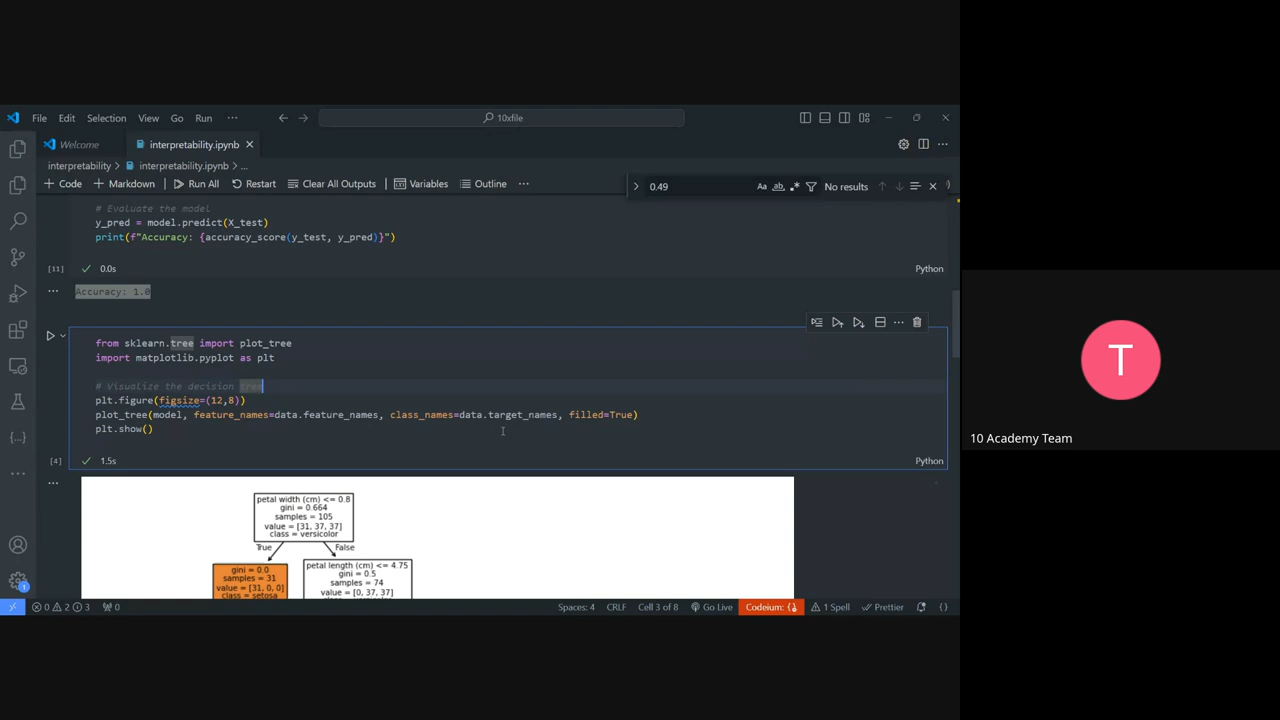 File Edit Selection View Go Run ··· 10xfile
Welcome interpretability.ipynb
interpretability > interpretability.ipynb > ...
+ Code + Markdown Run All Restart Clear All Outputs Variables Outline ···
0.49 Aa ab .* No results
# Evaluate the model
y_pred = model.predict(X_test)
print(f"Accuracy: {accuracy_score(y_test, y_pred)}")
[11] 0.0s Python
Accuracy: 1.0
from sklearn.tree import plot_tree
import matplotlib.pyplot as plt
# Visualize the decision tree
plt.figure(figsize=(12,8))
plot_tree(model, feature_names=data.feature_names, class_names=data.target_names, filled=True)
plt.show()
[4] 1.5s Python
petal width (cm) <= 0.8
gini = 0.664
samples = 105
value = [31, 37, 37]
class = versicolor
True False
gini = 0.0
samples = 31
value = [31, 0, 0]
class = setosa
petal length (cm) <= 4.75
gini = 0.5
samples = 74
value = [0, 37, 37]
0 2 3 0 Spaces: 4 CRLF Cell 3 of 8 Go Live Codeium: {} 1 Spell Prettier
1
T
10 Academy Team